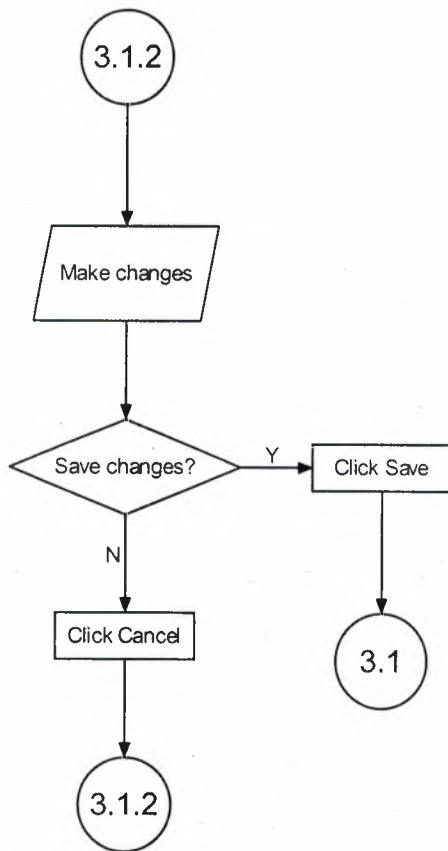 3.1.2
Make changes
Save changes?
Y
Click Save
N
Click Cancel
3.1
3.1.2